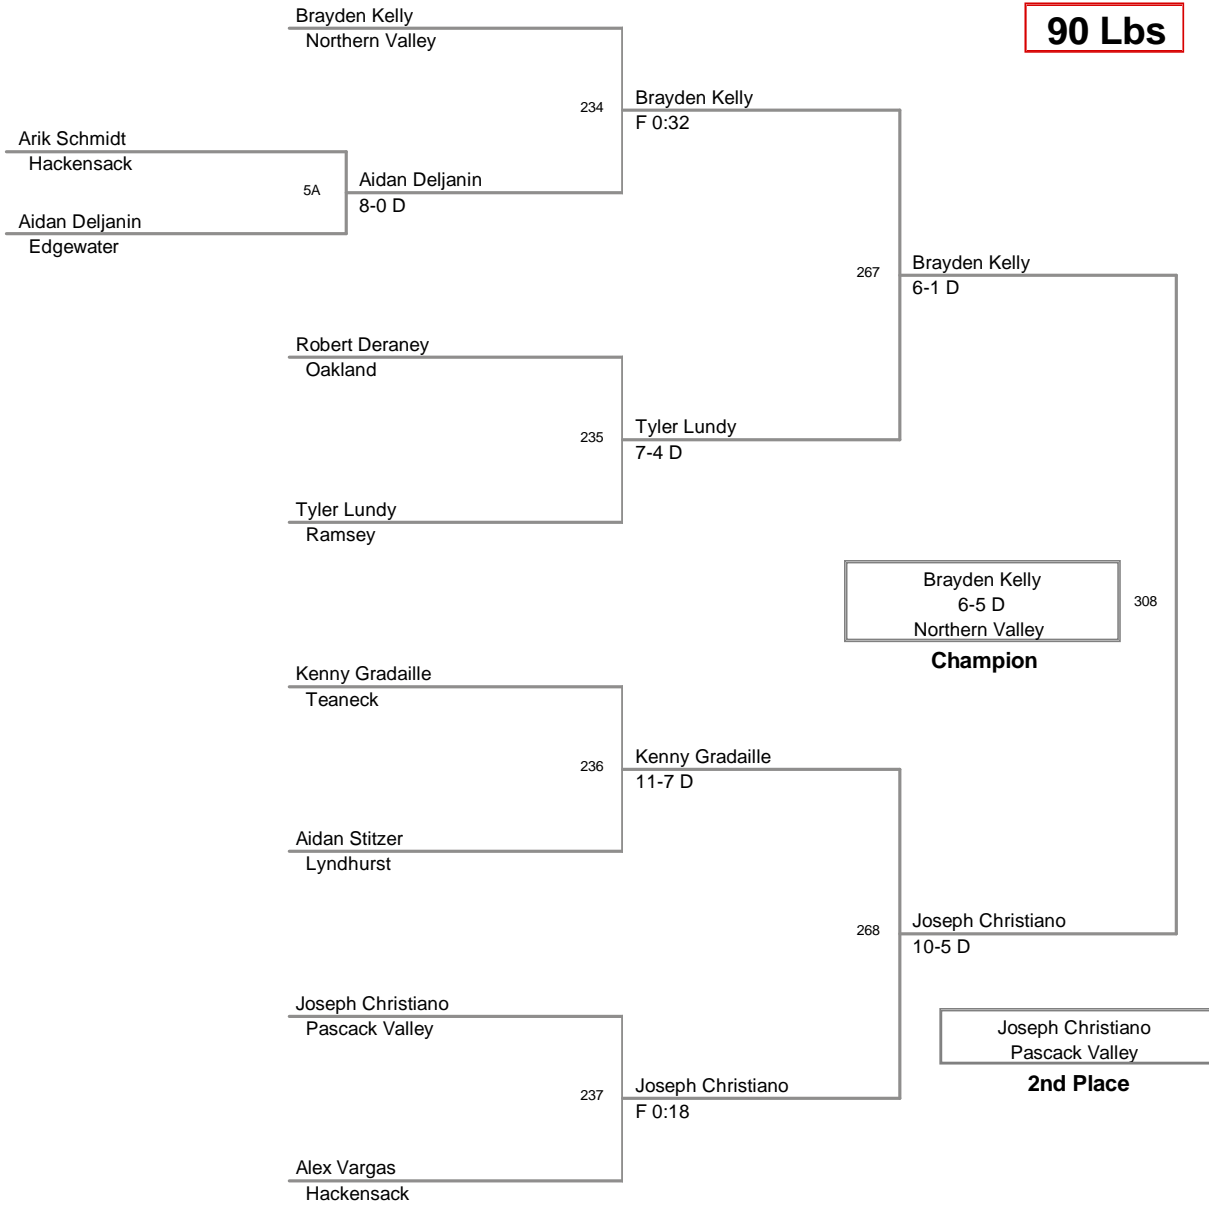 Brayden Kelly
Northern Valley
90 Lbs
234
Brayden Kelly
F 0:32
Arik Schmidt
Hackensack
5A
Aidan Deljanin
8-0 D
Aidan Deljanin
Edgewater
267
Brayden Kelly
6-1 D
Robert Deraney
Oakland
235
Tyler Lundy
7-4 D
Tyler Lundy
Ramsey
Brayden Kelly
6-5 D
Northern Valley
308
Champion
Kenny Gradaille
Teaneck
236
Kenny Gradaille
11-7 D
Aidan Stitzer
Lyndhurst
268
Joseph Christiano
10-5 D
Joseph Christiano
Pascack Valley
Joseph Christiano
Pascack Valley
2nd Place
237
Joseph Christiano
F 0:18
Alex Vargas
Hackensack